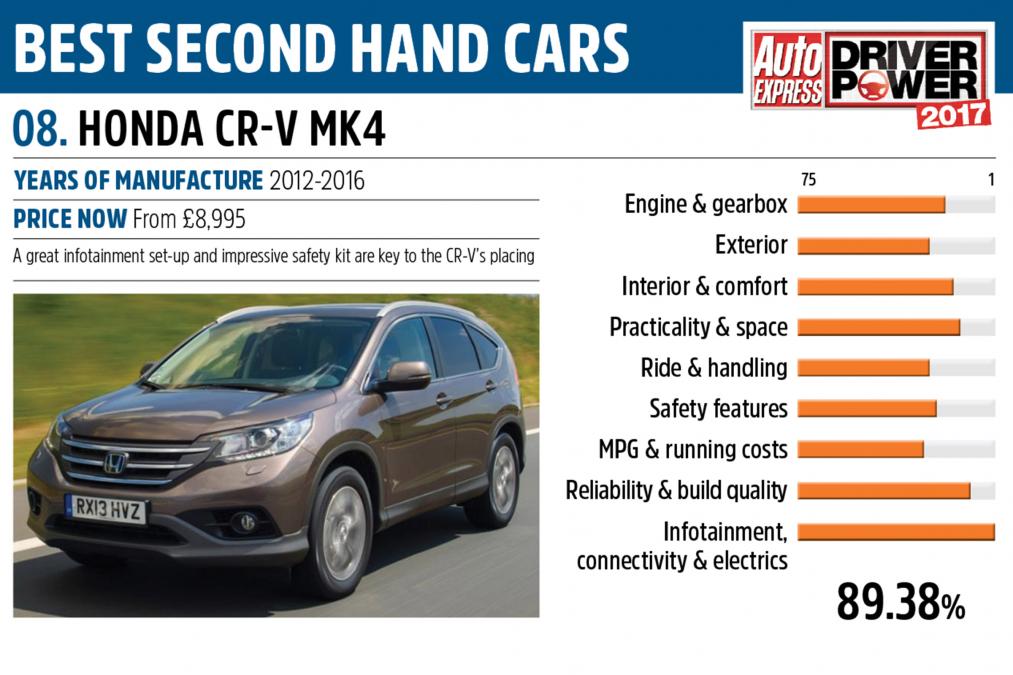 BEST SECOND HAND CARS
Auto
EXPRESS
DRIVER
POWER
2017
08. HONDA CR-V MK4
YEARS OF MANUFACTURE 2012-2016
PRICE NOW From £8,995
A great infotainment set-up and impressive safety kit are key to the CR-V's placing
RX13 HVZ
75 1
Engine & gearbox
Exterior
Interior & comfort
Practicality & space
Ride & handling
Safety features
MPG & running costs
Reliability & build quality
Infotainment,
connectivity & electrics
89.38%